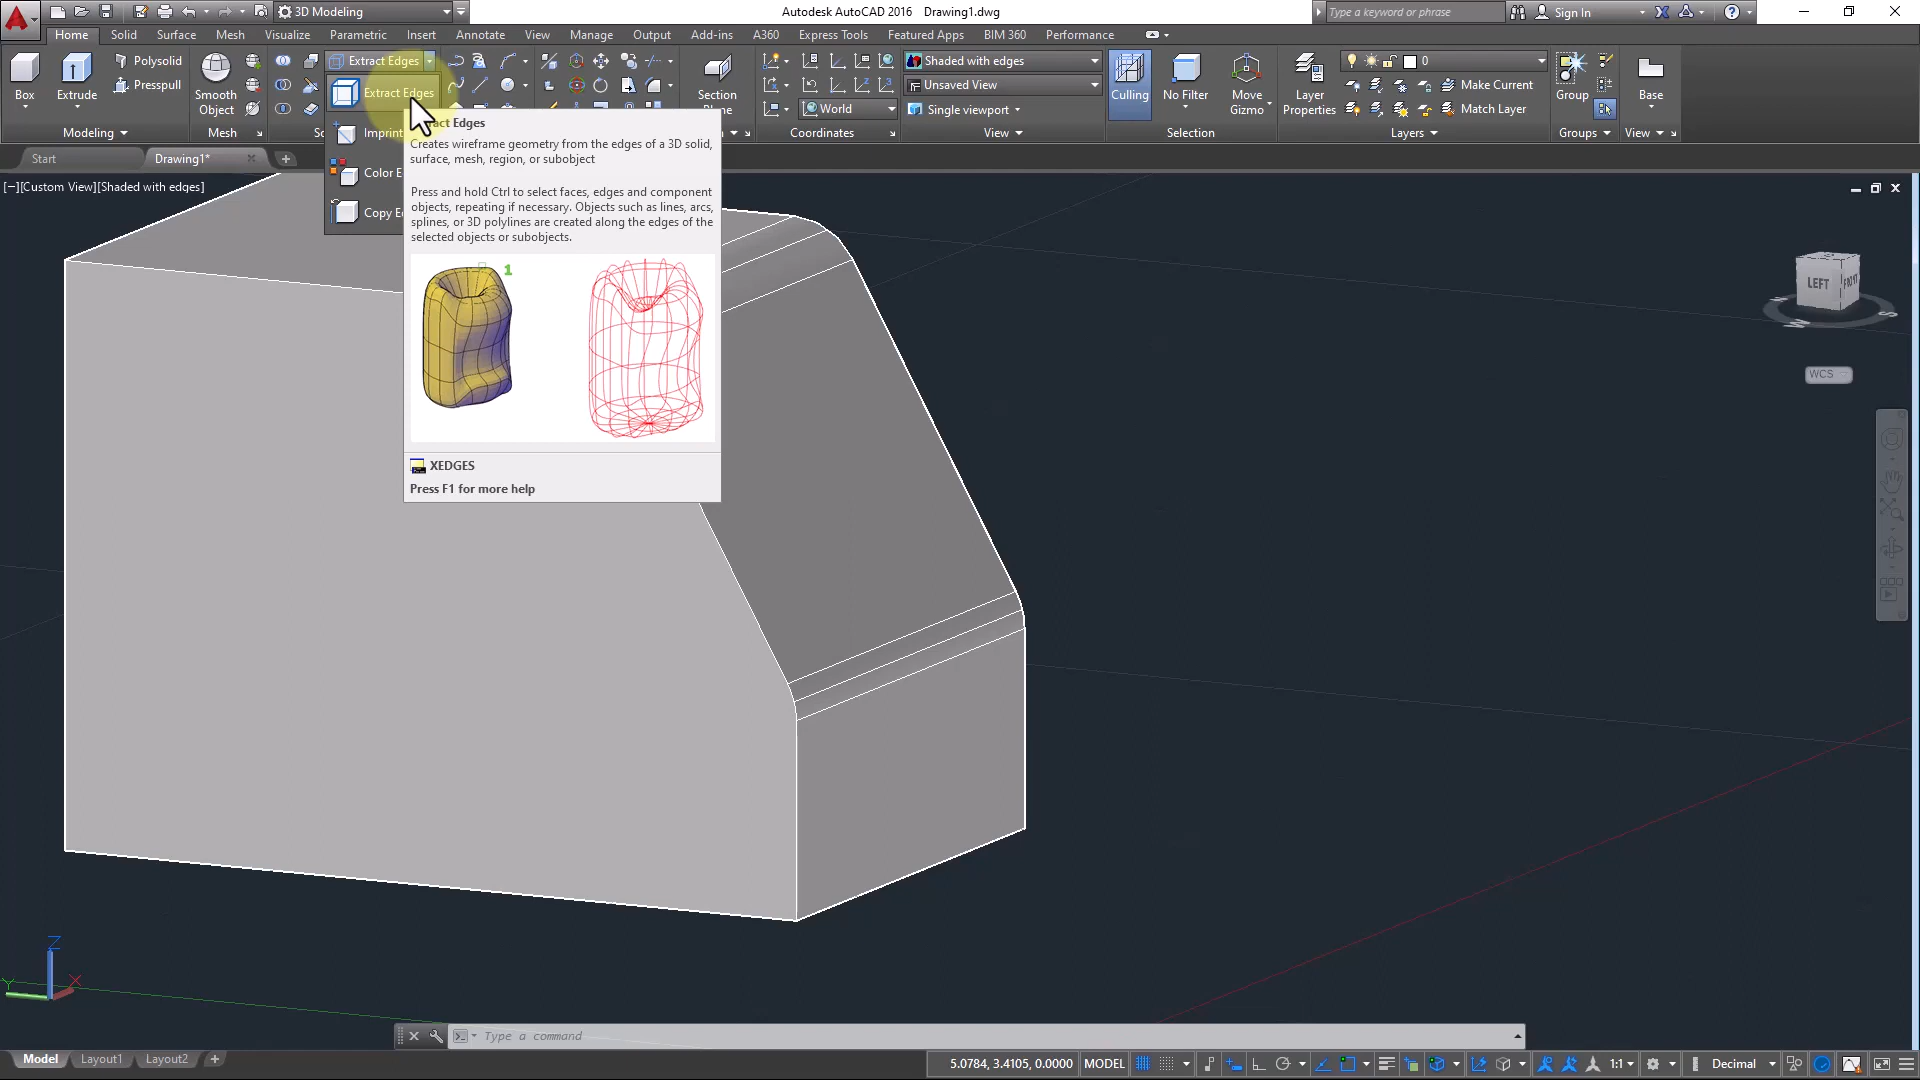 3D Modeling
Autodesk AutoCAD 2016 Drawing1.dwg
Type a keyword or phrase
Sign In
Home Solid Surface Mesh Visualize Parametric Insert Annotate View Manage Output Add-ins A360 Express Tools Featured Apps BIM 360 Performance
Box
Extrude
Polysolid
Presspull
Modeling
Smooth
Object
Mesh
Extract Edges
Extract Edges
Imprint
Color E
Copy E
Section
Plane
World
Coordinates
Shaded with edges
Unsaved View
Single viewport
View
Culling
No Filter
Move
Gizmo
Selection
Layer
Properties
0
Make Current
Match Layer
Layers
Group
Groups
Base
View
Start
Drawing1*
[−][Custom View][Shaded with edges]
act Edges
Creates wireframe geometry from the edges of a 3D solid,
surface, mesh, region, or subobject
Press and hold Ctrl to select faces, edges and component
objects, repeating if necessary. Objects such as lines, arcs,
splines, or 3D polylines are created along the edges of the
selected objects or subobjects.
1
XEDGES
Press F1 for more help
LEFT
FRONT
W
S
WCS
Z
X
Y
Type a command
Model Layout1 Layout2
5.0784, 3.4105, 0.0000 MODEL
1:1
Decimal